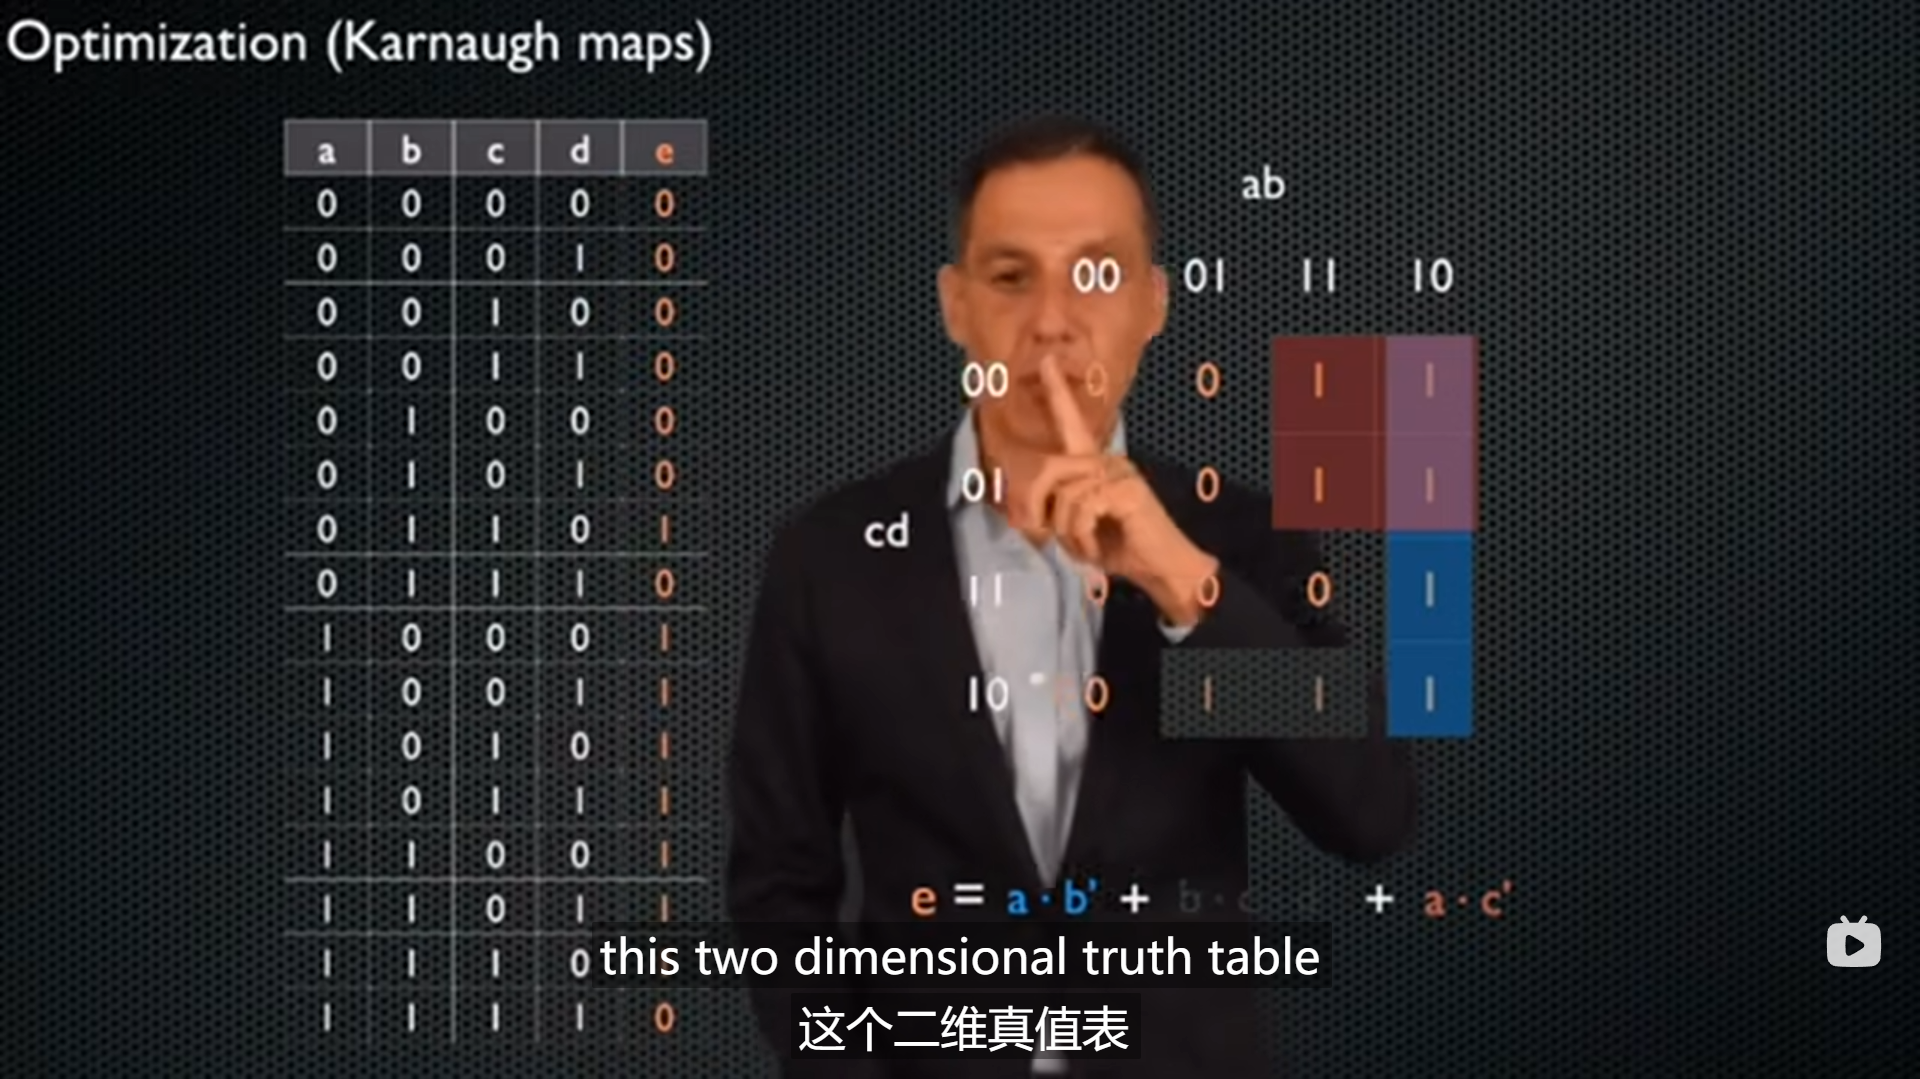 Optimization (Karnaugh maps)
a b c d e
0 0 0 0 0
0 0 0 1 0
0 0 1 0 0
0 0 1 1 0
0 1 0 0 0
0 1 0 1 0
0 1 1 0 1
0 1 1 1 0
1 0 0 0 1
1 0 0 1 1
1 0 1 0 1
1 0 1 1 1
1 1 0 0 1
1 1 0 1 1
1 1 1 0
1 1 1 1 0
ab
00 01 11 10
00 0 0 1 1
01 0 1 1
cd
11 0 0 0 1
10 0 1 1 1
e = a · b' + b · c + a · c'
this two dimensional truth table
这个二维真值表